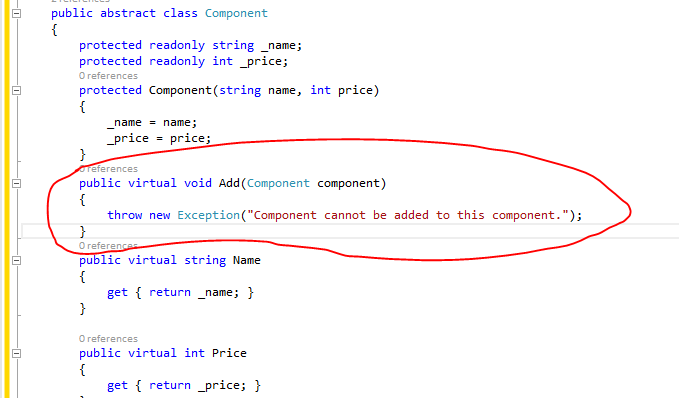 public abstract class Component
{
protected readonly string _name;
protected readonly int _price;
0 references
protected Component(string name, int price)
{
_name = name;
_price = price;
}
0 references
public virtual void Add(Component component)
{
throw new Exception("Component cannot be added to this component.");
}
0 references
public virtual string Name
{
get { return _name; }
}
0 references
public virtual int Price
{
get { return _price; }